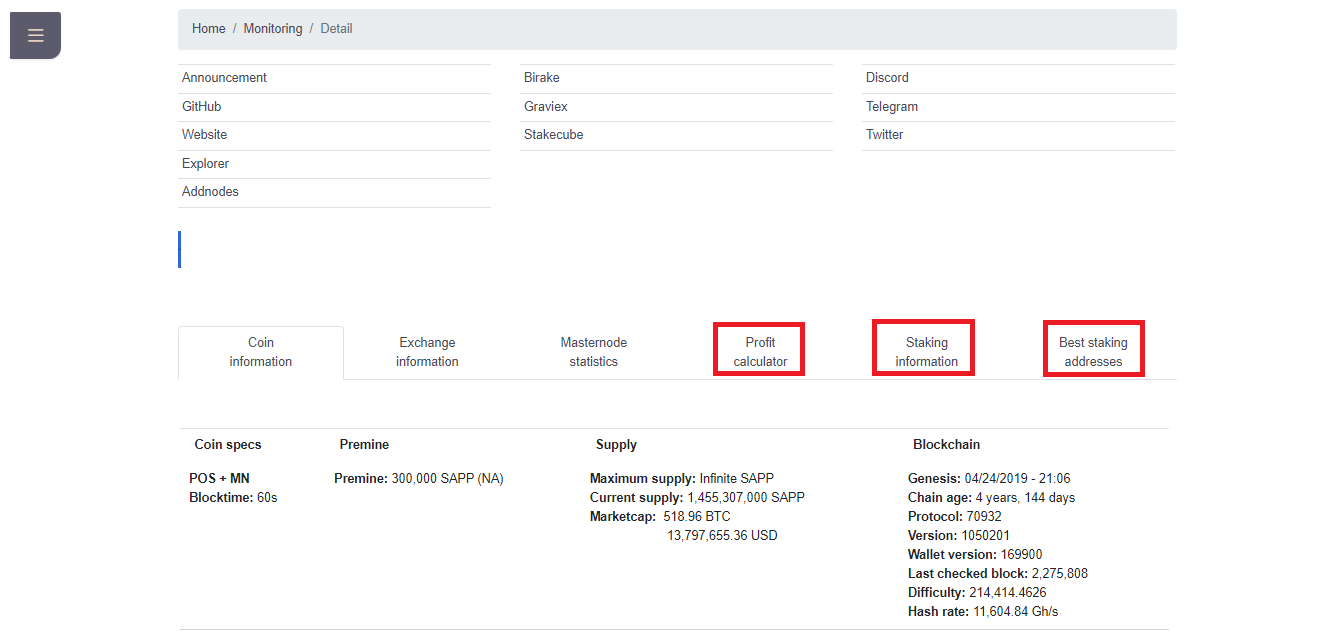 Home / Monitoring / Detail
Announcement
GitHub
Website
Explorer
Addnodes
Birake
Graviex
Stakecube
Discord
Telegram
Twitter
Coin
information
Exchange
information
Masternode
statistics
Profit
calculator
Staking
information
Best staking
addresses
Coin specs
POS + MN
Blocktime: 60s
Premine
Premine: 300,000 SAPP (NA)
Supply
Maximum supply: Infinite SAPP
Current supply: 1,455,307,000 SAPP
Marketcap: 518.96 BTC
13,797,655.36 USD
Blockchain
Genesis: 04/24/2019 - 21:06
Chain age: 4 years, 144 days
Protocol: 70932
Version: 1050201
Wallet version: 169900
Last checked block: 2,275,808
Difficulty: 214,414.4626
Hash rate: 11,604.84 Gh/s